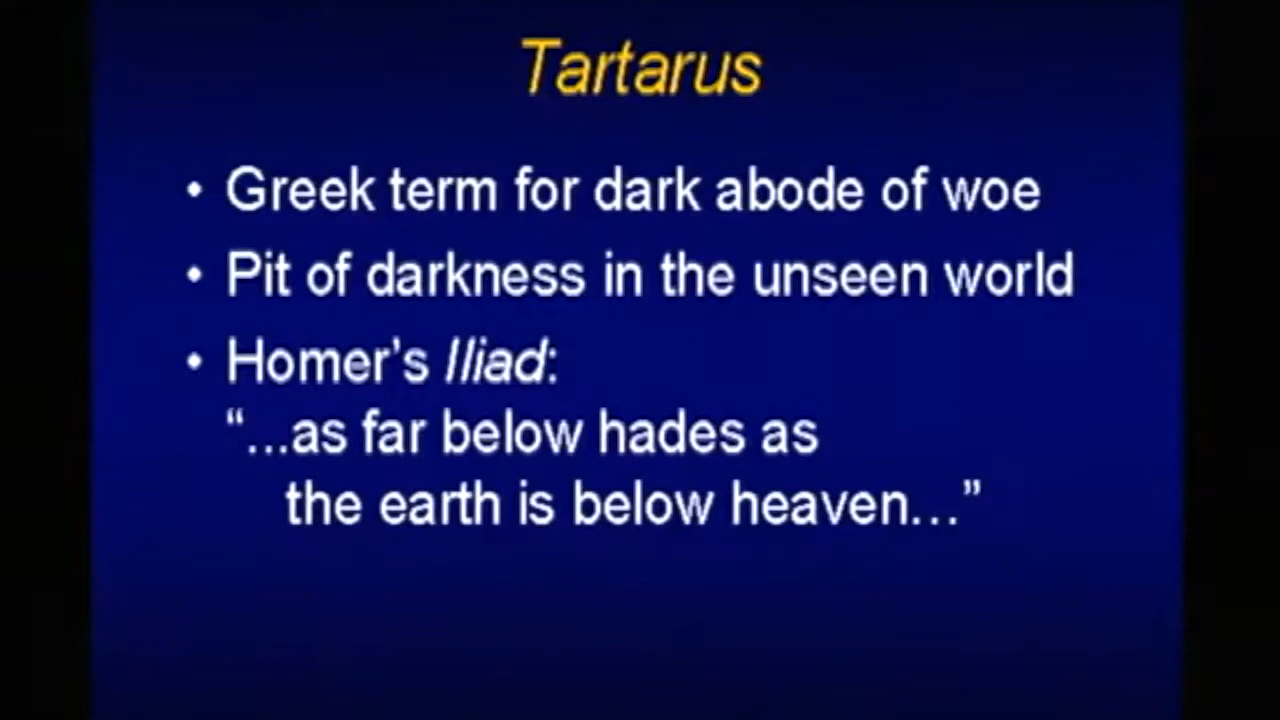 Tartarus
• Greek term for dark abode of woe
• Pit of darkness in the unseen world
• Homer’s Iliad:
“...as far below hades as
the earth is below heaven...”